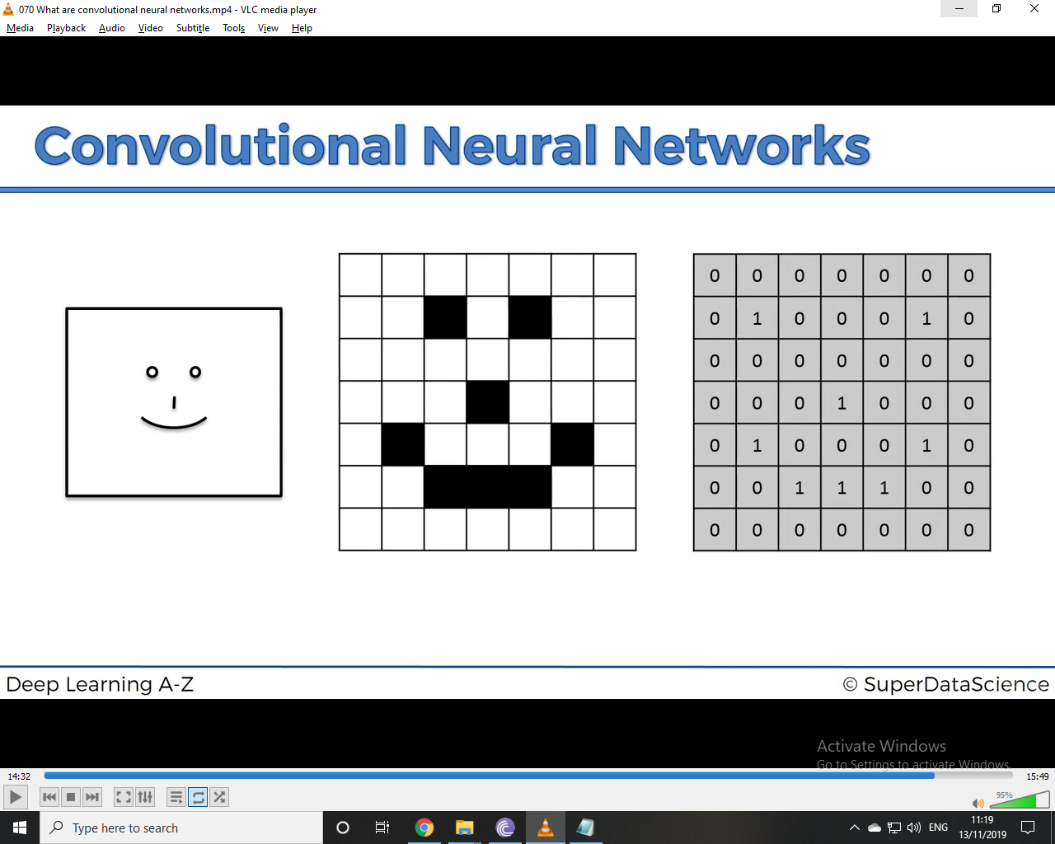 070 What are convolutional neural networks.mp4 - VLC media player
Media Playback Audio Video Subtitle Tools View Help
Convolutional Neural Networks
0 0 0 0 0 0 0
0 1 0 0 0 1 0
0 0 0 0 0 0 0
0 0 0 1 0 0 0
0 1 0 0 0 1 0
0 0 1 1 1 0 0
0 0 0 0 0 0 0
Deep Learning A-Z
© SuperDataScience
Activate Windows
Go to Settings to activate Windows.
14:32
15:49
95%
Type here to search
ENG
11:19
13/11/2019